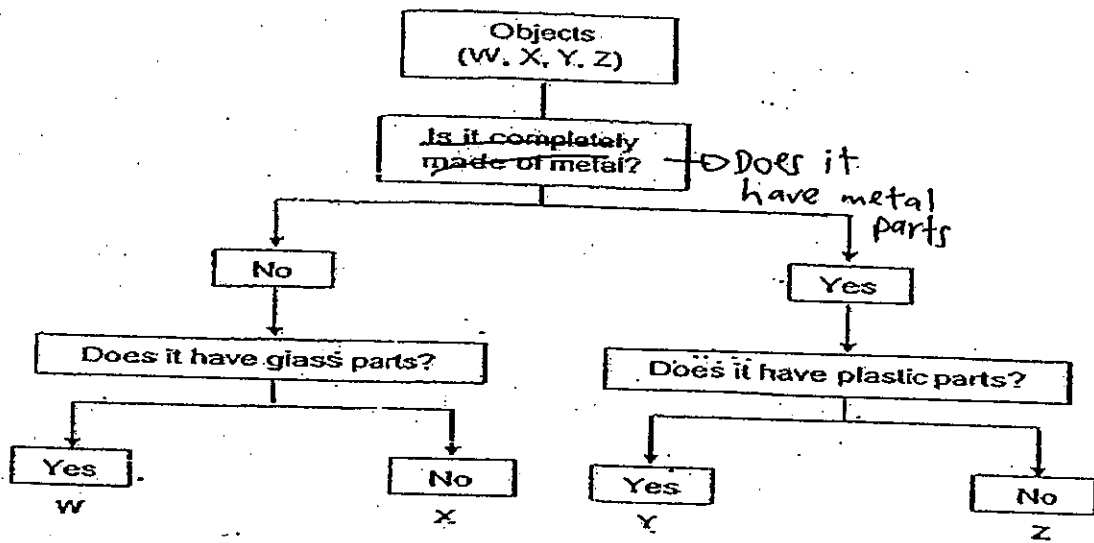 Objects
(W. X, Y. Z)
Is it completely
made of metal?
Does it
have metal
parts
No
Yes
Does it have glass parts?
Does it have plastic parts?
Yes
No
Yes
No
W
X
Y
Z